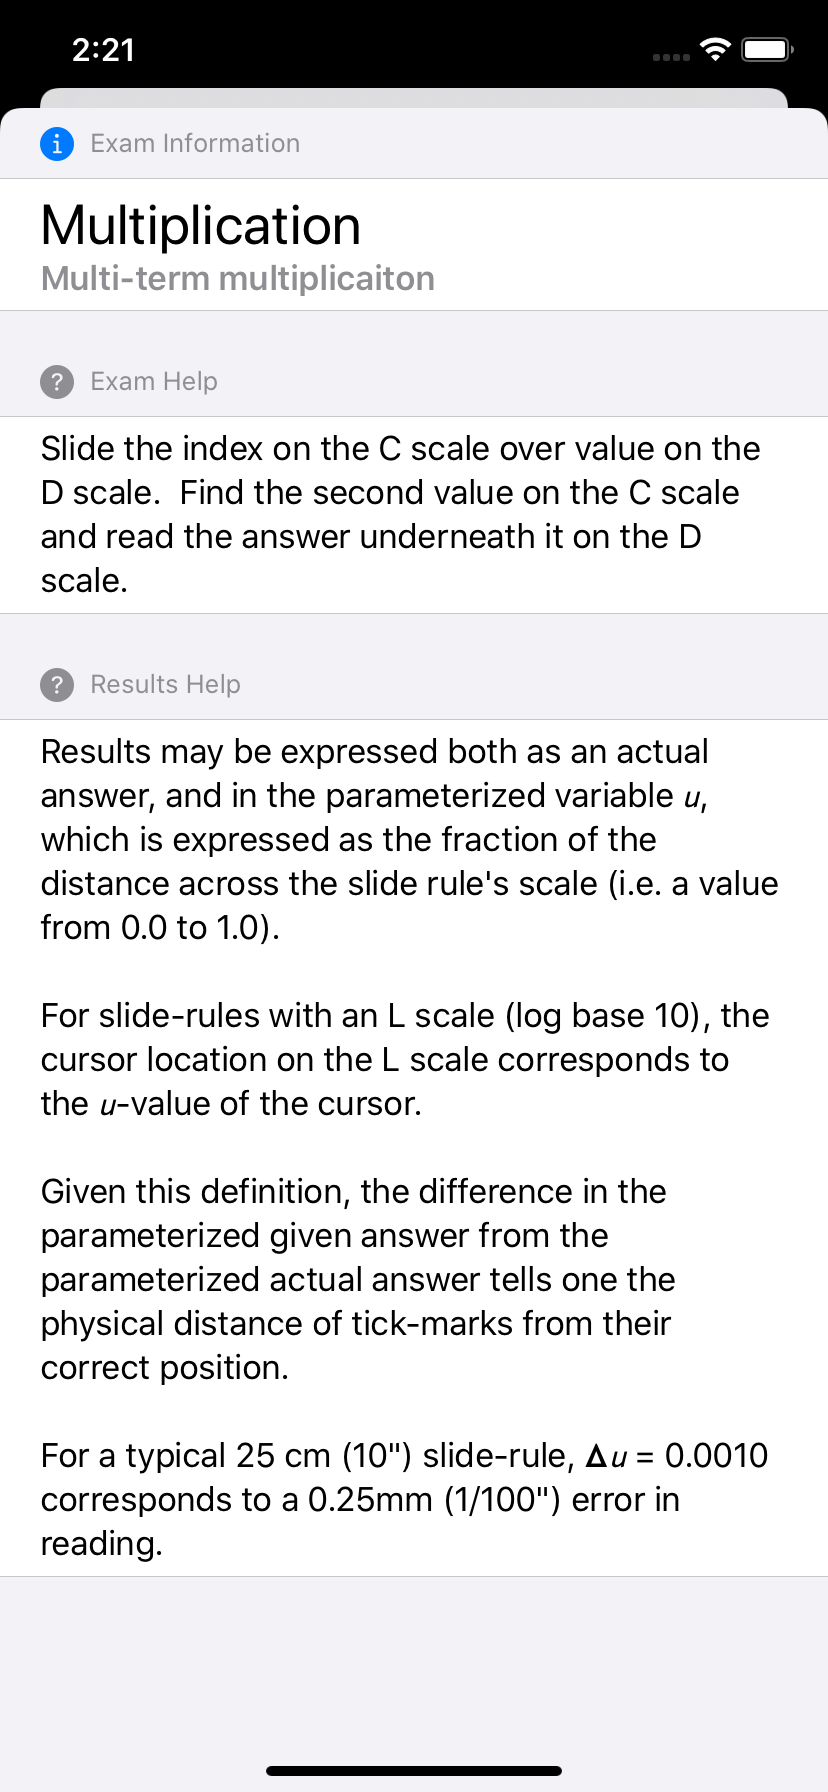 2:21
Exam Information
Multiplication
Multi-term multiplicaiton
Exam Help
Slide the index on the C scale over value on the
D scale.  Find the second value on the C scale
and read the answer underneath it on the D
scale.
Results Help
Results may be expressed both as an actual
answer, and in the parameterized variable u,
which is expressed as the fraction of the
distance across the slide rule's scale (i.e. a value
from 0.0 to 1.0).
For slide-rules with an L scale (log base 10), the
cursor location on the L scale corresponds to
the u-value of the cursor.
Given this definition, the difference in the
parameterized given answer from the
parameterized actual answer tells one the
physical distance of tick-marks from their
correct position.
For a typical 25 cm (10") slide-rule, Δu = 0.0010
corresponds to a 0.25mm (1/100") error in
reading.